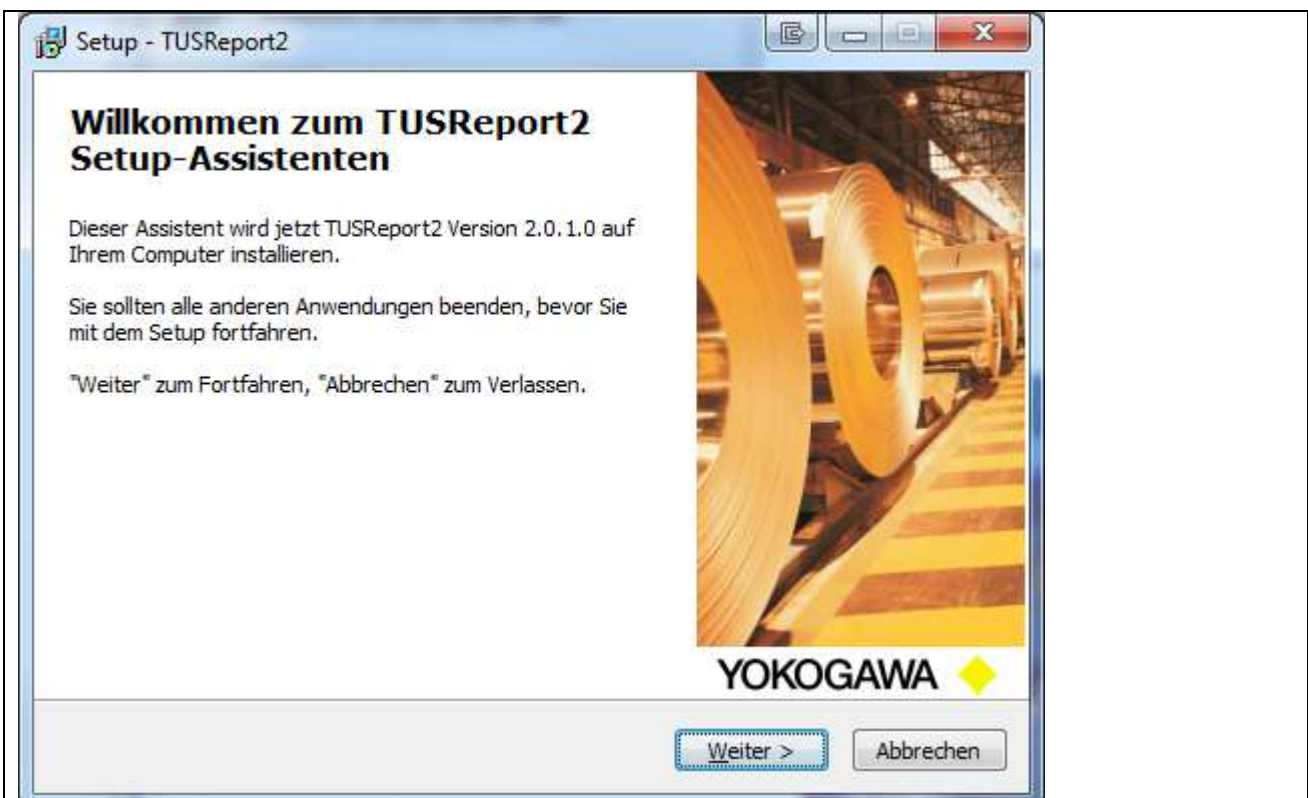 Setup - TUSReport2
Willkommen zum TUSReport2
Setup-Assistenten
Dieser Assistent wird jetzt TUSReport2 Version 2.0.1.0 auf
Ihrem Computer installieren.
Sie sollten alle anderen Anwendungen beenden, bevor Sie
mit dem Setup fortfahren.
"Weiter" zum Fortfahren, "Abbrechen" zum Verlassen.
YOKOGAWA
Weiter >
Abbrechen